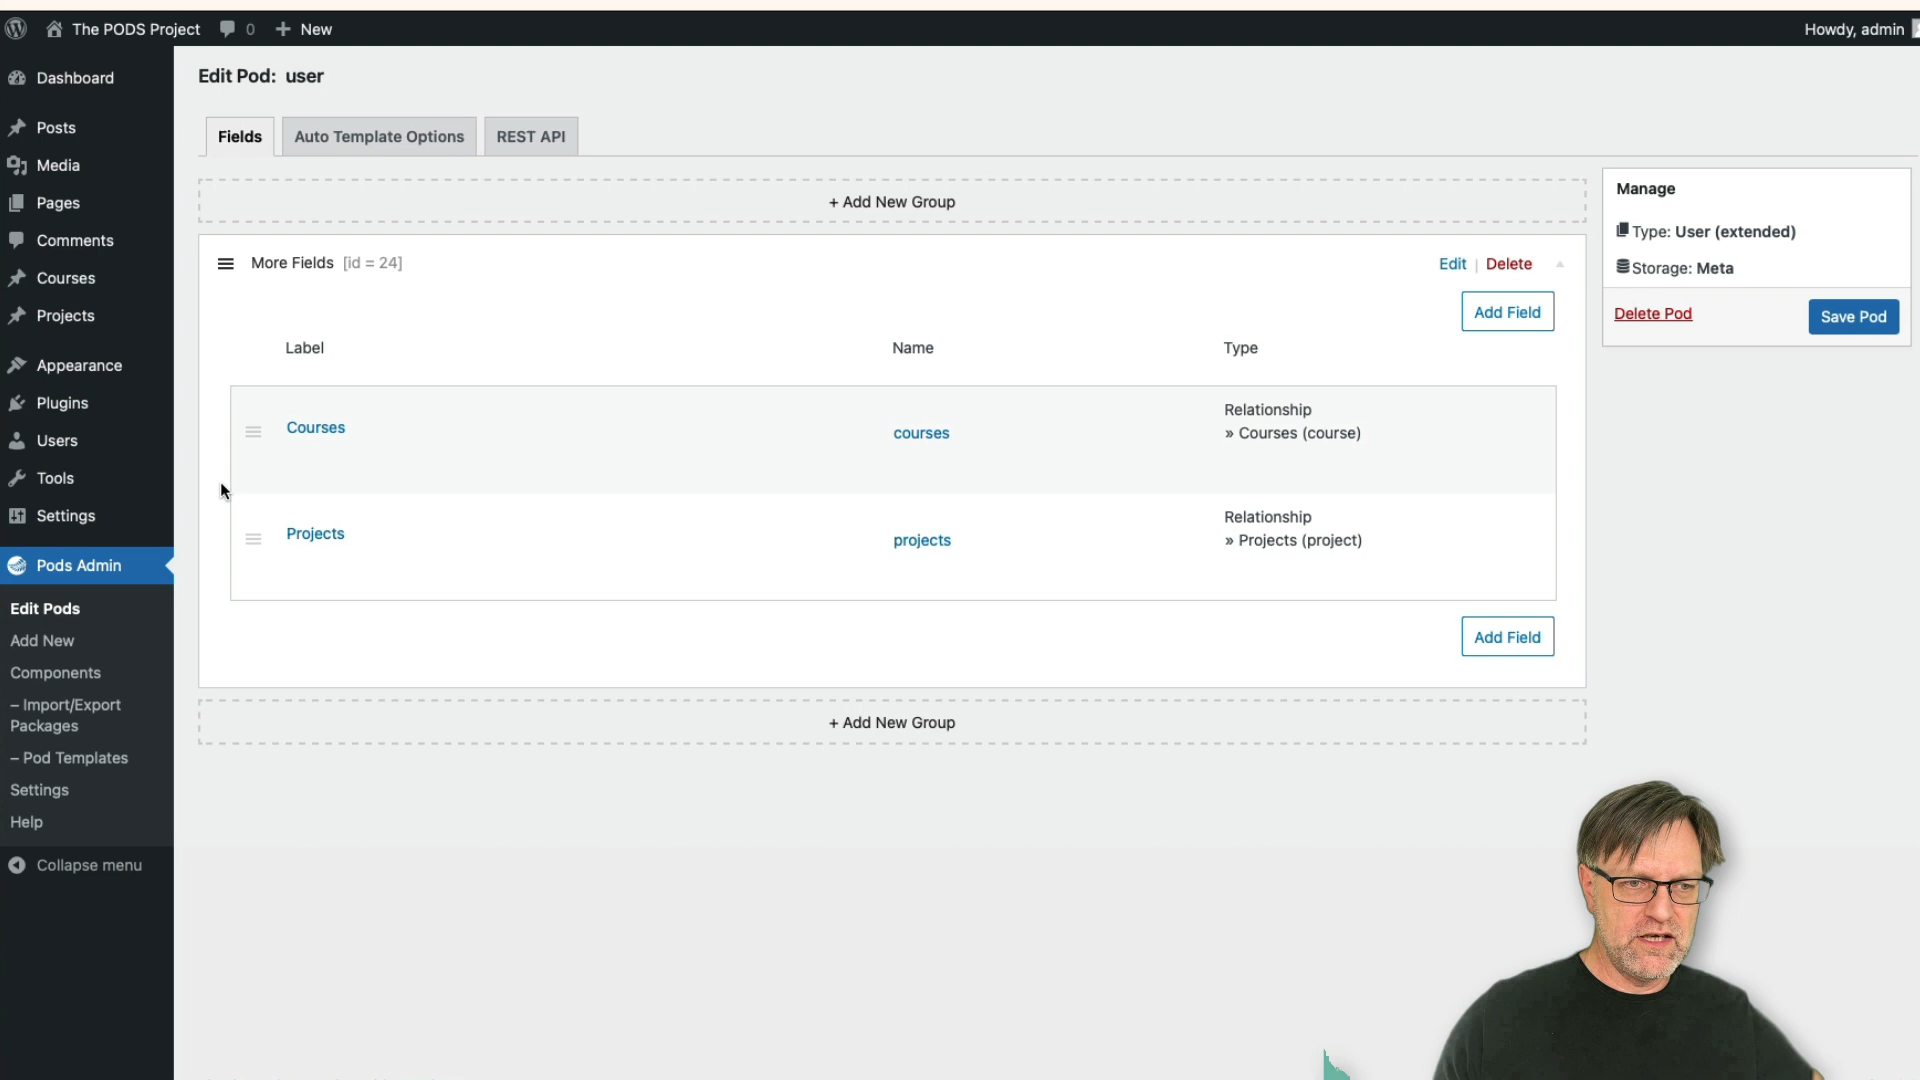 The PODS Project
0
New
Howdy, admin
Dashboard
Posts
Media
Pages
Comments
Courses
Projects
Appearance
Plugins
Users
Tools
Settings
Pods Admin
Edit Pods
Add New
Components
– Import/Export
Packages
– Pod Templates
Settings
Help
Collapse menu
Edit Pod: user
Fields
Auto Template Options
REST API
+ Add New Group
More Fields [id = 24]
Edit | Delete
Add Field
Label
Name
Type
Courses
courses
Relationship
» Courses (course)
Projects
projects
Relationship
» Projects (project)
Add Field
+ Add New Group
Manage
Type: User (extended)
Storage: Meta
Delete Pod
Save Pod